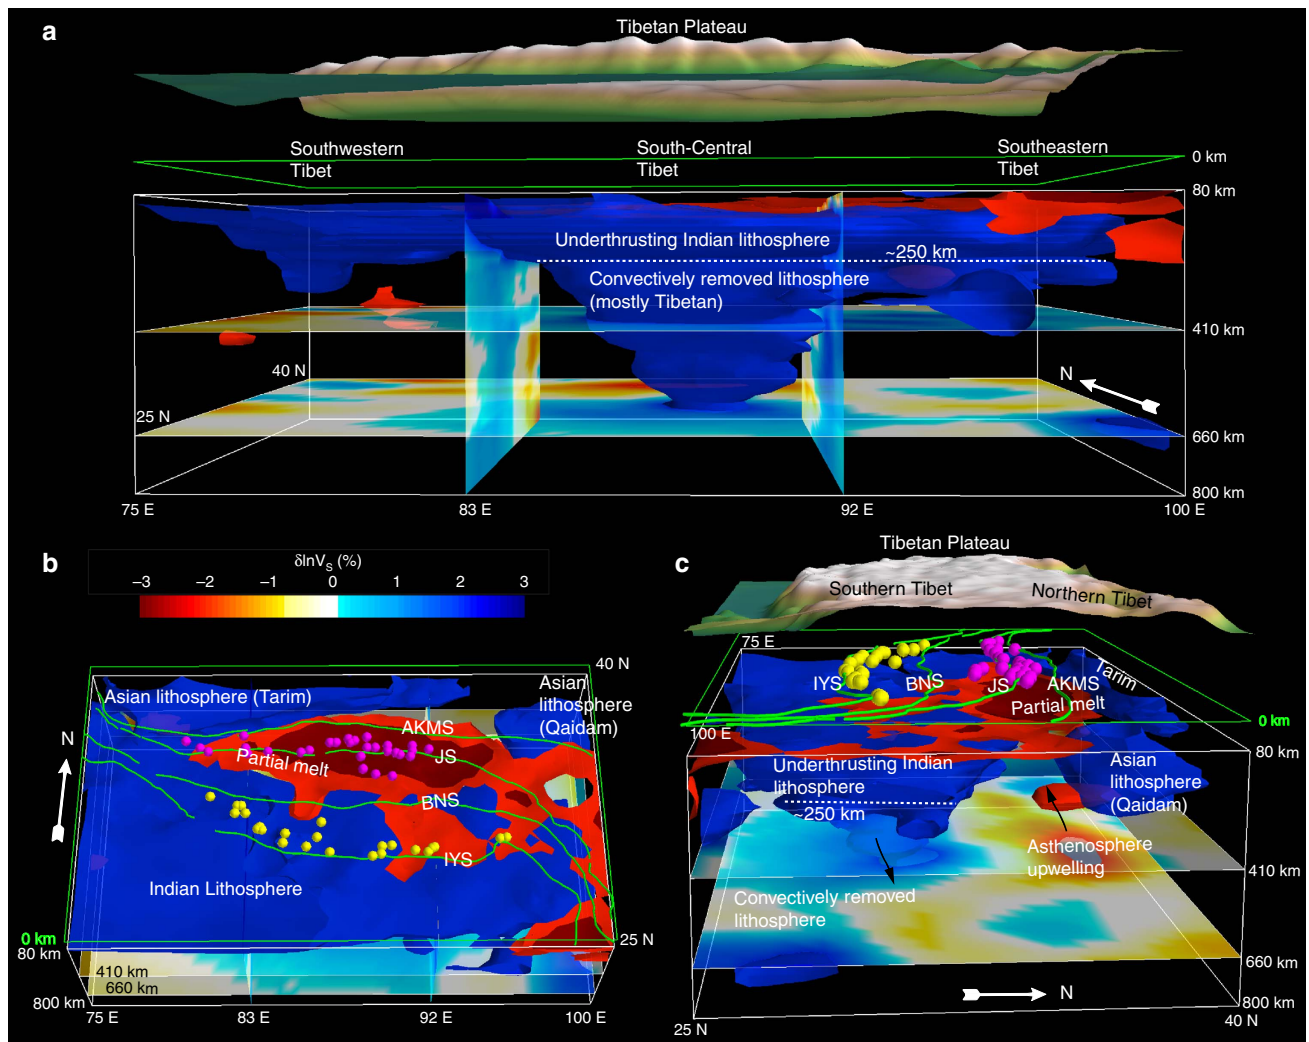 a
Tibetan Plateau
Southwestern
Tibet
South-Central
Tibet
Southeastern
Tibet
0 km
80 km
Underthrusting Indian lithosphere
~250 km
Convectively removed lithosphere
(mostly Tibetan)
410 km
40 N
N
25 N
660 km
800 km
75 E
83 E
92 E
100 E
b
δlnVS (%)
–3 –2 –1 0 1 2 3
40 N
Asian lithosphere (Tarim)
Asian
lithosphere
(Qaidam)
N
AKMS
JS
Partial melt
BNS
IYS
Indian Lithosphere
0 km
25 N
80 km
410 km
660 km
800 km
75 E
83 E
92 E
100 E
c
Tibetan Plateau
Southern Tibet
Northern Tibet
75 E
Tarim
IYS
BNS
JS
AKMS
Partial melt
0 km
100 E
80 km
Underthrusting Indian
lithosphere
Asian
lithosphere
(Qaidam)
~250 km
Asthenosphere
upwelling
410 km
Convectively removed
lithosphere
660 km
N
800 km
25 N
40 N